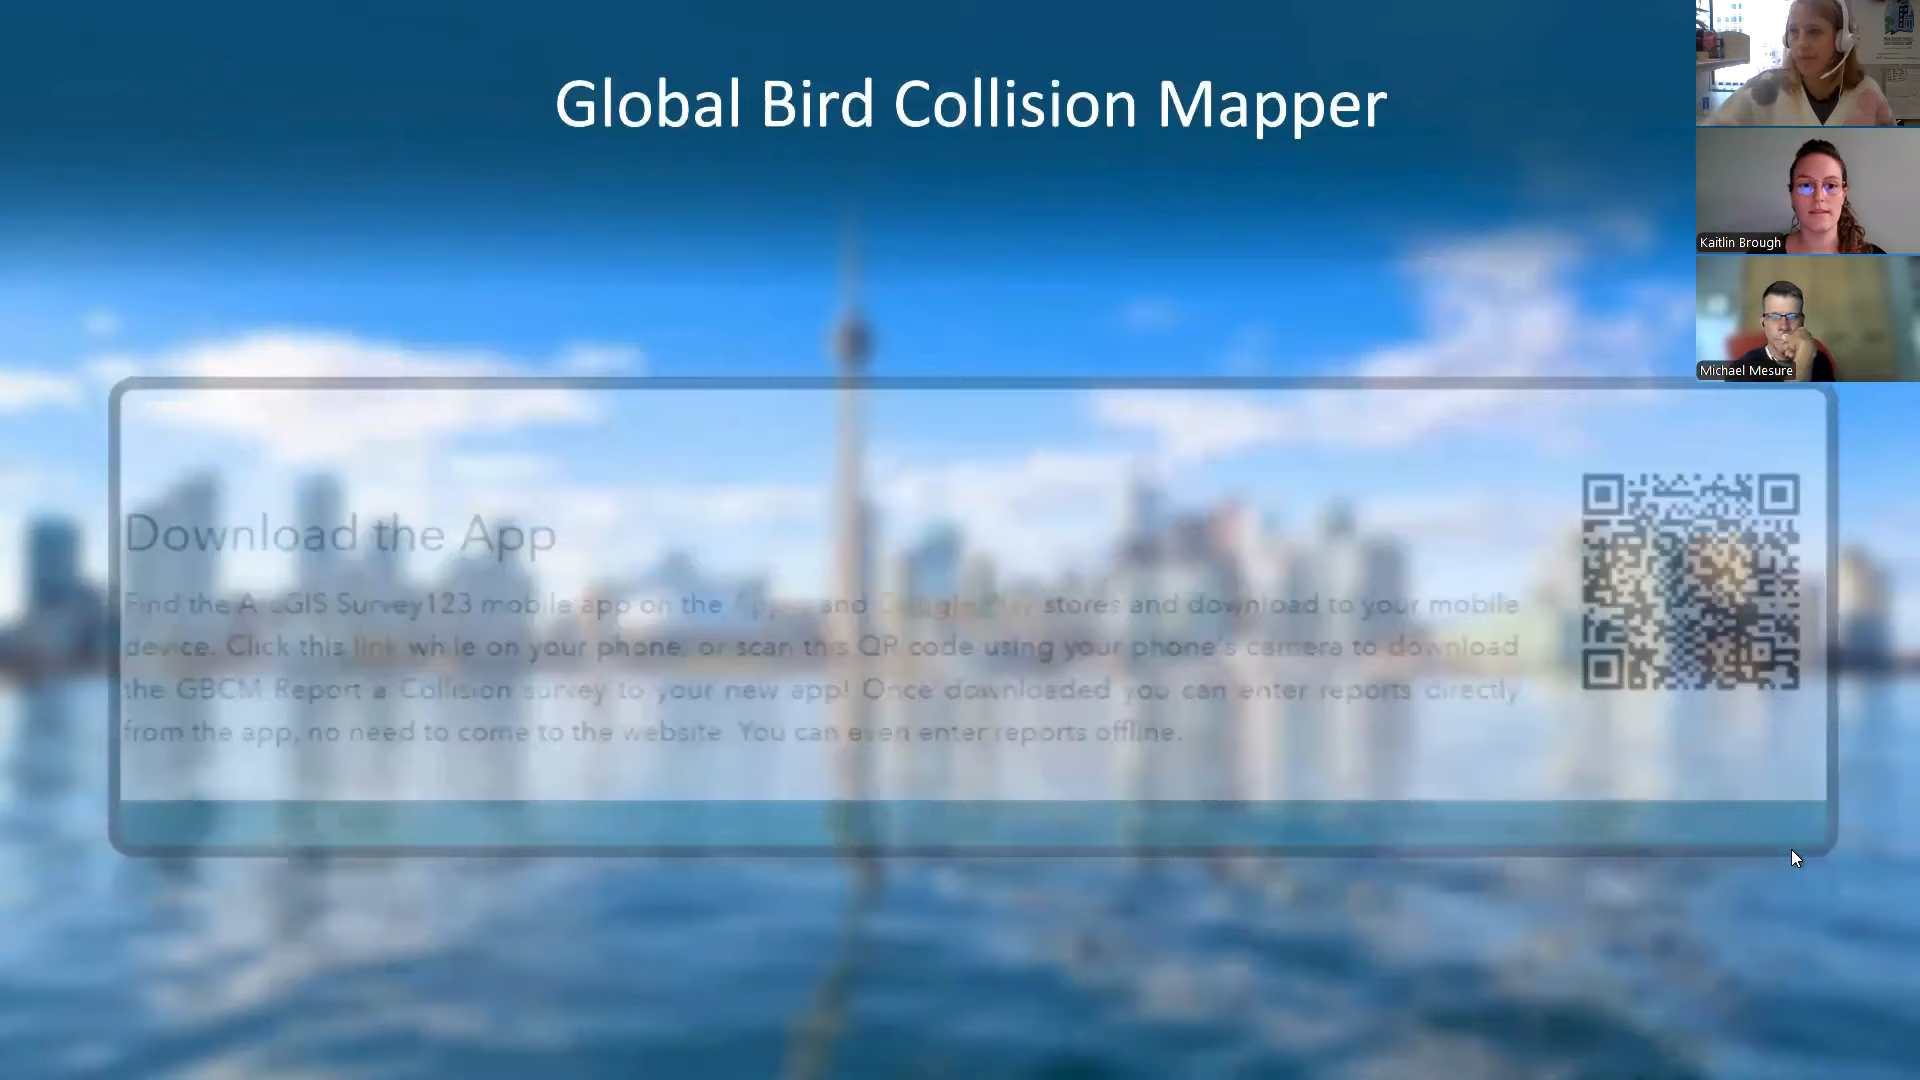 Global Bird Collision Mapper
Kaitlin Brough
Michael Mesure
Download the App
Find the ArcGIS Survey123 mobile app on the Apple and Google Play stores and download to your mobile
device. Click this link while on your phone, or scan this QR code using your phone's camera to download
the GBCM Report a Collision survey to your new app! Once downloaded you can enter reports directly
from the app, no need to come to the website. You can even enter reports offline.